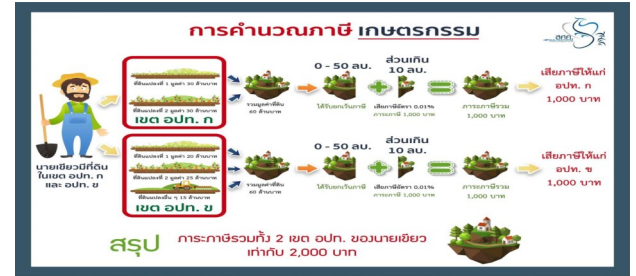 การคำนวณภาษี เกษตรกรรม
สศค.
0 - 50 ลบ.
ส่วนเกิน
10 ลบ.
ที่ดินแปลงที่ 1 มูลค่า 30 ล้านบาท
ที่ดินแปลงที่ 2 มูลค่า 30 ล้านบาท
เขต อปท. ก
รวมมูลค่าที่ดิน
60 ล้านบาท
ได้รับยกเว้นภาษี
เสียภาษีอัตรา 0.01%
ภาระภาษี 1,000 บาท
ภาระภาษีรวม
1,000 บาท
เสียภาษีให้แก่
อปท. ก
1,000 บาท
นายเขียวมีที่ดิน
ในเขต อปท. ก
และ อปท. ข
0 - 50 ลบ.
ส่วนเกิน
10 ลบ.
ที่ดินแปลงที่ 1 มูลค่า 20 ล้านบาท
ที่ดินแปลงที่ 2 มูลค่า 25 ล้านบาท
ที่ดินแปลงอื่น ๆ 15 ล้านบาท
เขต อปท. ข
รวมมูลค่าที่ดิน
60 ล้านบาท
ได้รับยกเว้นภาษี
เสียภาษีอัตรา 0.01%
ภาระภาษี 1,000 บาท
ภาระภาษีรวม
1,000 บาท
เสียภาษีให้แก่
อปท. ข
1,000 บาท
สรุป
ภาระภาษีรวมทั้ง 2 เขต อปท. ของนายเขียว
เท่ากับ 2,000 บาท